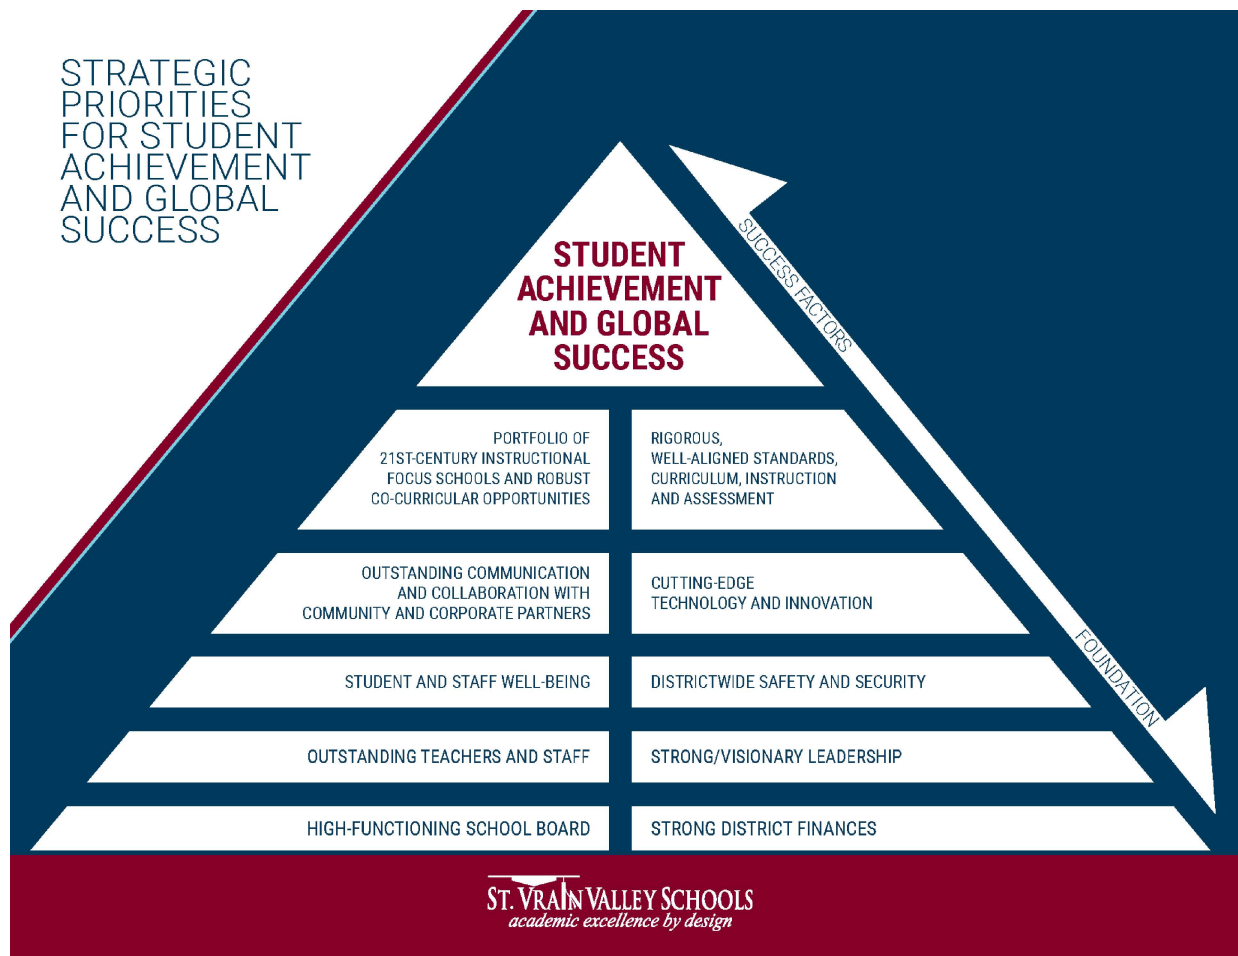 STRATEGIC
PRIORITIES
FOR STUDENT
ACHIEVEMENT
AND GLOBAL
SUCCESS
STUDENT
ACHIEVEMENT
AND GLOBAL
SUCCESS
SUCCESS FACTORS
PORTFOLIO OF
21ST-CENTURY INSTRUCTIONAL
FOCUS SCHOOLS AND ROBUST
CO-CURRICULAR OPPORTUNITIES
RIGOROUS,
WELL-ALIGNED STANDARDS,
CURRICULUM, INSTRUCTION
AND ASSESSMENT
OUTSTANDING COMMUNICATION
AND COLLABORATION WITH
COMMUNITY AND CORPORATE PARTNERS
CUTTING-EDGE
TECHNOLOGY AND INNOVATION
FOUNDATION
STUDENT AND STAFF WELL-BEING
DISTRICTWIDE SAFETY AND SECURITY
OUTSTANDING TEACHERS AND STAFF
STRONG/VISIONARY LEADERSHIP
HIGH-FUNCTIONING SCHOOL BOARD
STRONG DISTRICT FINANCES
ST. VRAIN VALLEY SCHOOLS
academic excellence by design